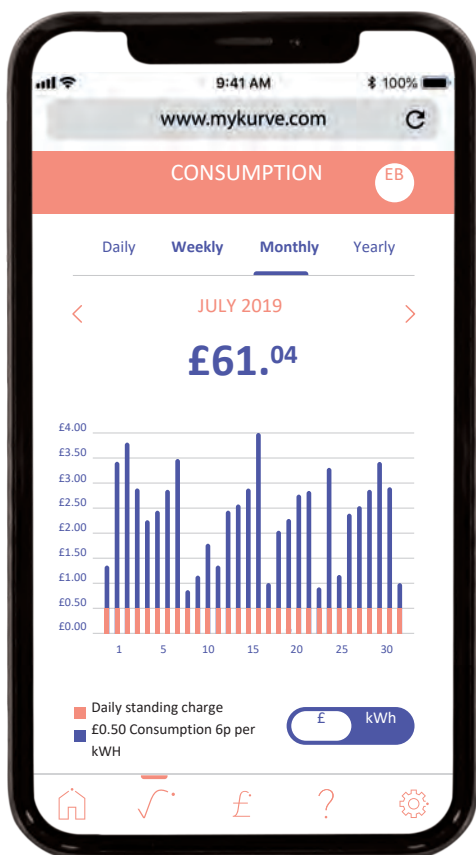 9:41 AM
100%
www.mykurve.com
CONSUMPTION
EB
Daily Weekly Monthly Yearly
JULY 2019
£61.04
£4.00
£3.50
£3.00
£2.50
£2.00
£1.50
£1.00
£0.50
£0.00
1 5 10 15 20 25 30
Daily standing charge
£0.50 Consumption 6p per
kWH
£ kWh
£ ?